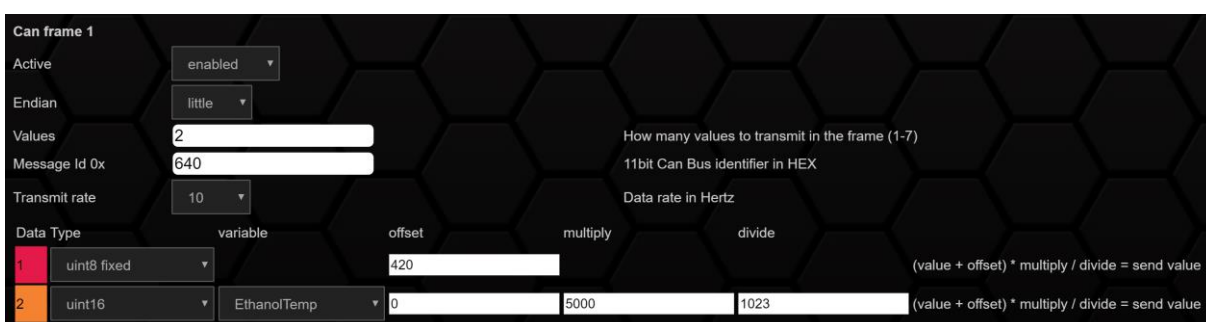 Can frame 1
Active enabled
Endian little
Values 2 How many values to transmit in the frame (1-7)
Message Id 0x 640 11bit Can Bus identifier in HEX
Transmit rate 10 Data rate in Hertz
Data Type variable offset multiply divide
1 uint8 fixed 420 (value + offset) * multiply / divide = send value
2 uint16 EthanolTemp 0 5000 1023 (value + offset) * multiply / divide = send value